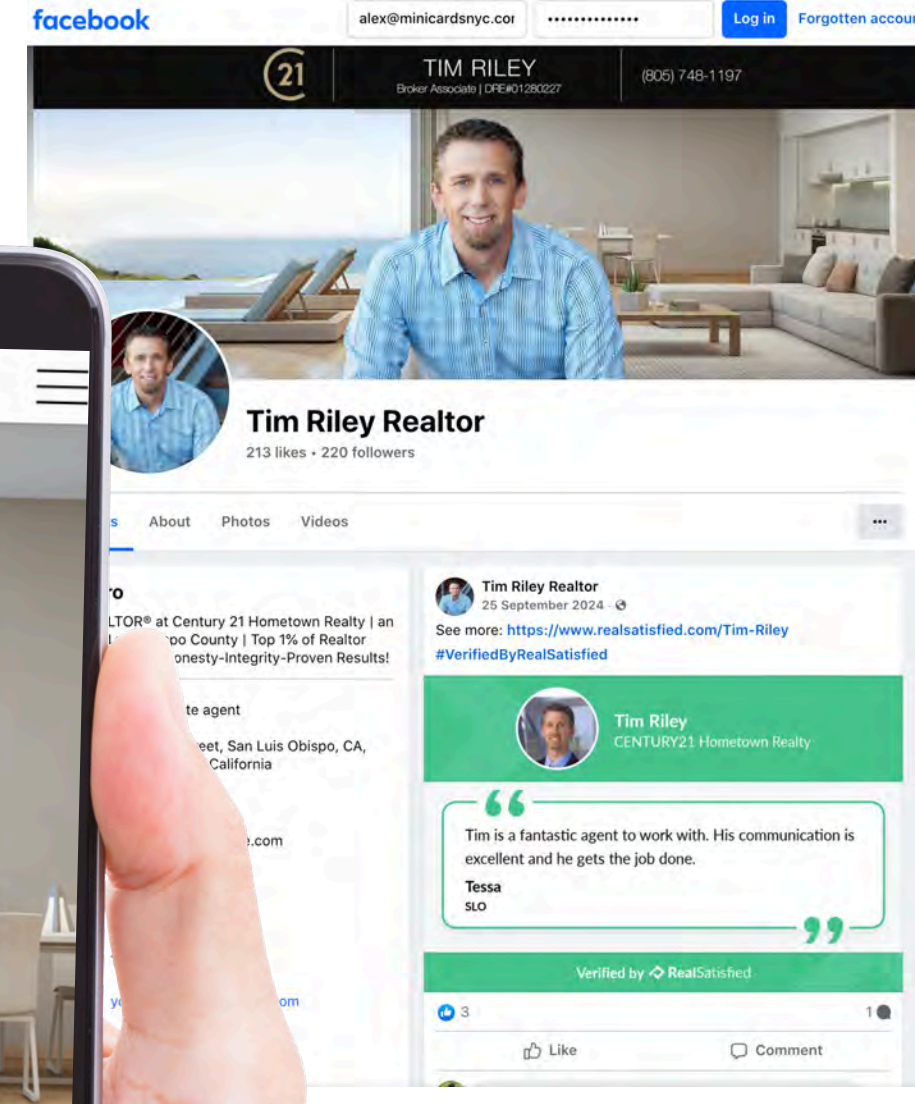 facebook
alex@minicardsnyc.cor
Log in
Forgotten accour
21
TIM RILEY
Broker Associate | DRE#01280227
(805) 748-1197
Tim Riley Realtor
213 likes • 220 followers
s
About
Photos
Videos
LTOR® at Century 21 Hometown Realty | an
po County | Top 1% of Realtor
onesty-Integrity-Proven Results!
te agent
eet, San Luis Obispo, CA,
California
.com
om
Tim Riley Realtor
25 September 2024
See more: https://www.realsatisfied.com/Tim-Riley
#VerifiedByRealSatisfied
Tim Riley
CENTURY21 Hometown Realty
Tim is a fantastic agent to work with. His communication is
excellent and he gets the job done.
Tessa
SLO
Verified by RealSatisfied
3
1
Like
Comment